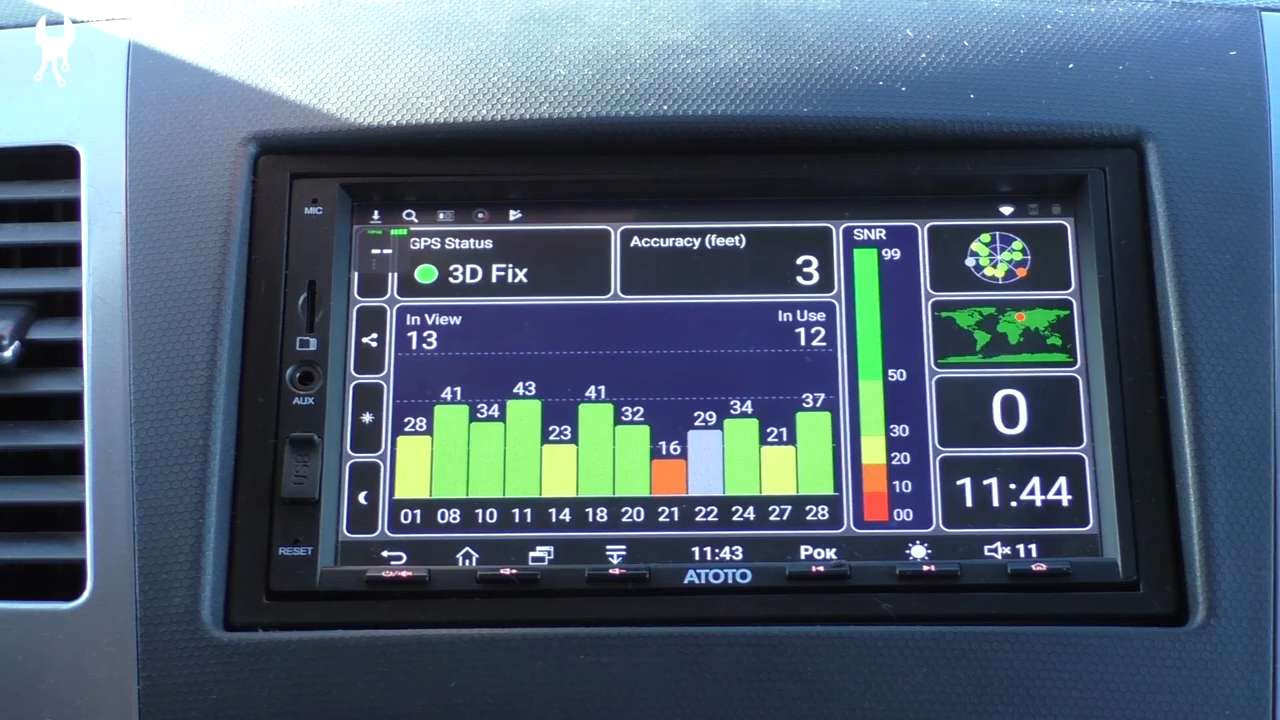 MIC
AUX
USB
RESET
GPS Status
3D Fix
Accuracy (feet)
3
In View
13
In Use
12
28 41 34 43 23 41 32 16 29 34 21 37
01 08 10 11 14 18 20 21 22 24 27 28
SNR
99
50
30
20
10
00
0
11:44
11:43
Рок
11
ATOTO